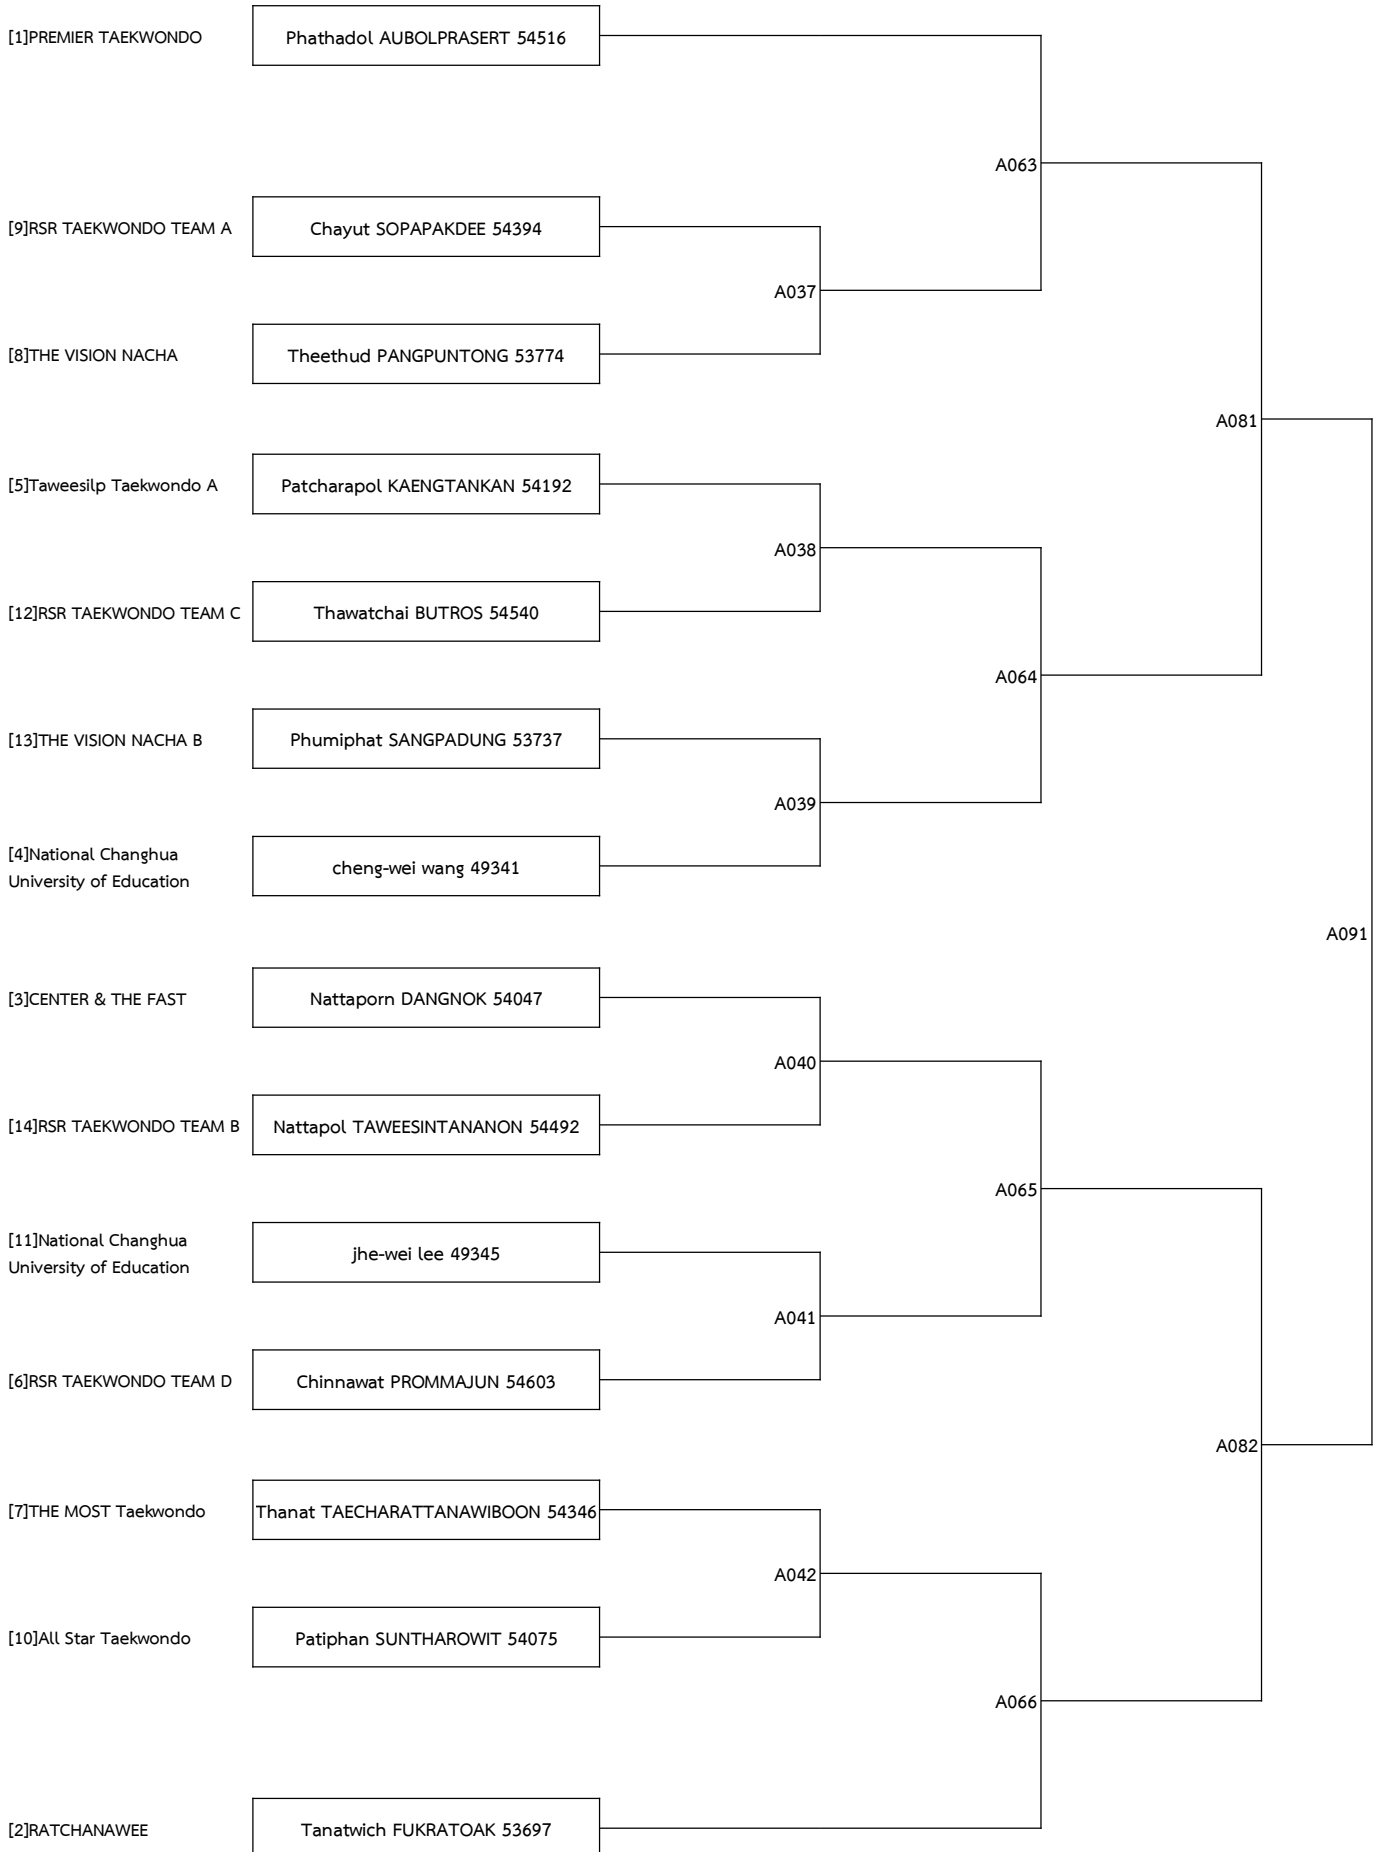 [1]PREMIER TAEKWONDO
Phathadol AUBOLPRASERT 54516
A063
[9]RSR TAEKWONDO TEAM A
Chayut SOPAPAKDEE 54394
A037
[8]THE VISION NACHA
Theethud PANGPUNTONG 53774
A081
[5]Taweesilp Taekwondo A
Patcharapol KAENGTANKAN 54192
A038
[12]RSR TAEKWONDO TEAM C
Thawatchai BUTROS 54540
A064
[13]THE VISION NACHA B
Phumiphat SANGPADUNG 53737
A039
[4]National Changhua
University of Education
cheng-wei wang 49341
A091
[3]CENTER & THE FAST
Nattaporn DANGNOK 54047
A040
[14]RSR TAEKWONDO TEAM B
Nattapol TAWEESINTANANON 54492
A065
[11]National Changhua
University of Education
jhe-wei lee 49345
A041
[6]RSR TAEKWONDO TEAM D
Chinnawat PROMMAJUN 54603
A082
[7]THE MOST Taekwondo
Thanat TAECHARATTANAWIBOON 54346
A042
[10]All Star Taekwondo
Patiphan SUNTHAROWIT 54075
A066
[2]RATCHANAWEE
Tanatwich FUKRATOAK 53697